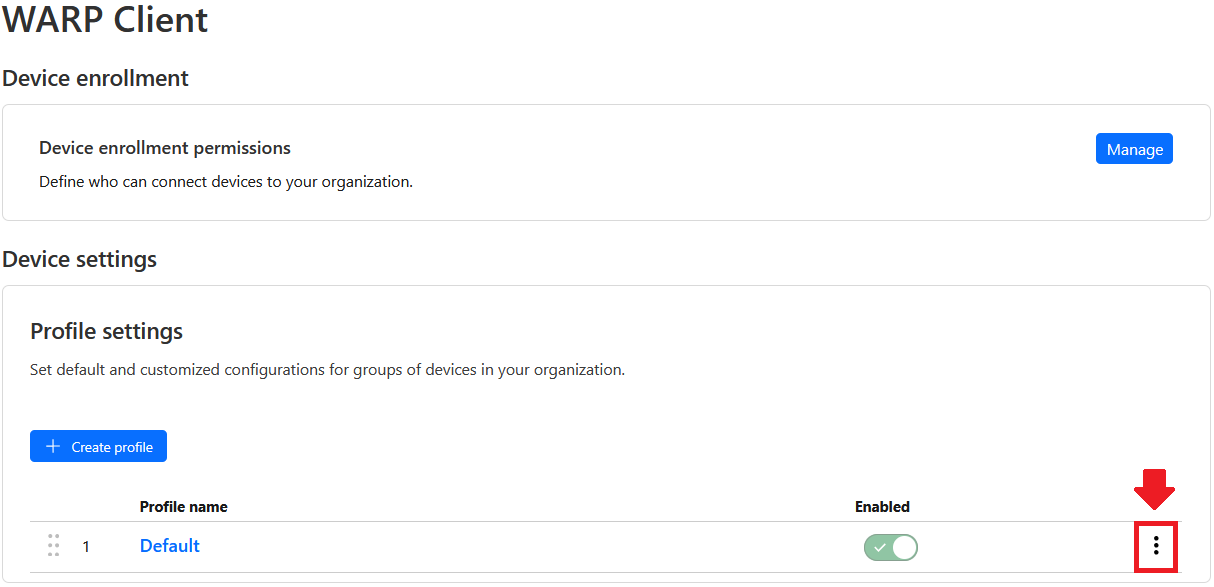 WARP Client
Device enrollment
Device enrollment permissions
Manage
Define who can connect devices to your organization.
Device settings
Profile settings
Set default and customized configurations for groups of devices in your organization.
Create profile
Profile name
Enabled
1
Default